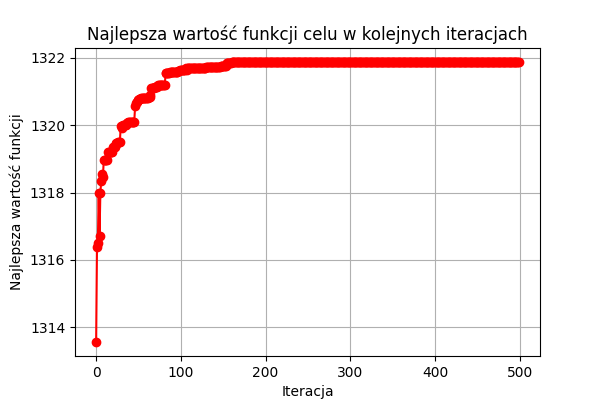 Najlepsza wartość funkcji celu w kolejnych iteracjach
1322
1320
1318
1316
1314
Najlepsza wartość funkcji
0 100 200 300 400 500
Iteracja